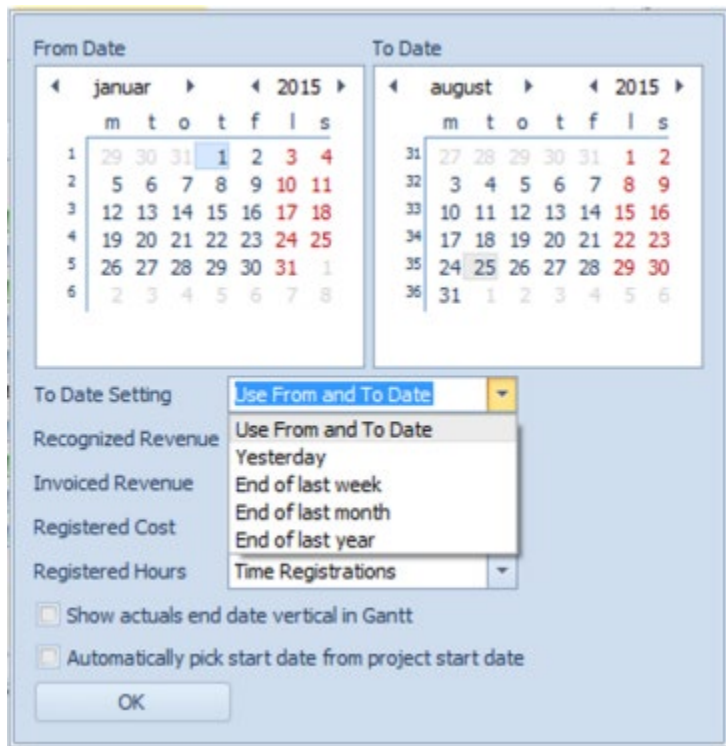 From Date
januar 2015
m t o t f l s
1 29 30 31 1 2 3 4
2 5 6 7 8 9 10 11
3 12 13 14 15 16 17 18
4 19 20 21 22 23 24 25
5 26 27 28 29 30 31 1
6 2 3 4 5 6 7 8
To Date
august 2015
m t o t f l s
31 27 28 29 30 31 1 2
32 3 4 5 6 7 8 9
33 10 11 12 13 14 15 16
34 17 18 19 20 21 22 23
35 24 25 26 27 28 29 30
36 31 1 2 3 4 5 6
To Date Setting Use From and To Date
Use From and To Date
Recognized Revenue
Yesterday
Invoiced Revenue
End of last week
End of last month
Registered Cost
End of last year
Registered Hours Time Registrations
Show actuals end date vertical in Gantt
Automatically pick start date from project start date
OK